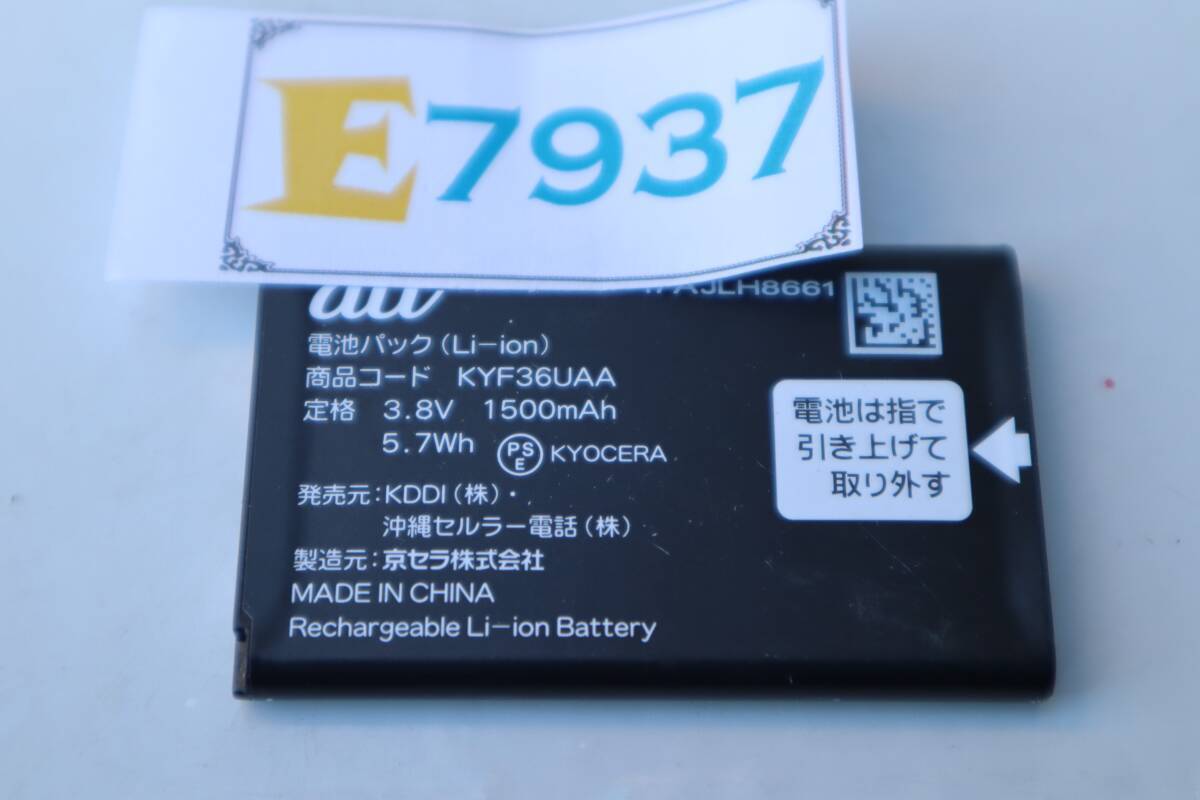 E7937
au
JLH8661
電池パック（Li-ion）
商品コード KYF36UAA
定格 3.8V 1500mAh
5.7Wh PSE KYOCERA
発売元：KDDI（株）・
沖縄セルラー電話（株）
製造元：京セラ株式会社
MADE IN CHINA
Rechargeable Li-ion Battery
電池は指で
引き上げて
取り外す